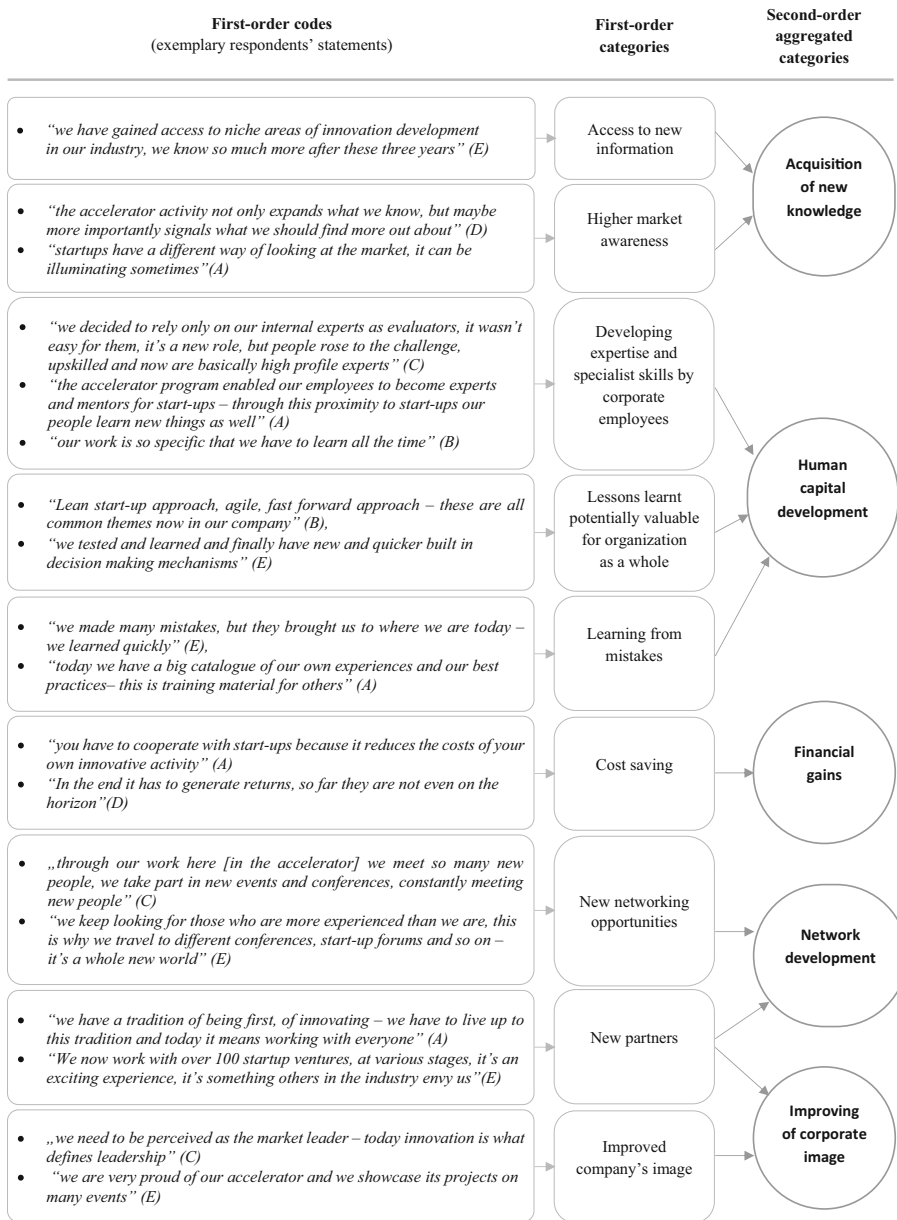 First-order codes
(exemplary respondents' statements)
First-order
categories
Second-order
aggregated
categories
• “we have gained access to niche areas of innovation development
in our industry, we know so much more after these three years” (E)
Access to new
information
Acquisition
of new
knowledge
• “the accelerator activity not only expands what we know, but maybe
more importantly signals what we should find more out about” (D)
• “startups have a different way of looking at the market, it can be
illuminating sometimes”(A)
Higher market
awareness
• “we decided to rely only on our internal experts as evaluators, it wasn't
easy for them, it's a new role, but people rose to the challenge,
upskilled and now are basically high profile experts” (C)
• “the accelerator program enabled our employees to become experts
and mentors for start-ups – through this proximity to start-ups our
people learn new things as well” (A)
• “our work is so specific that we have to learn all the time” (B)
Developing
expertise and
specialist skills by
corporate
employees
Human
capital
development
• “Lean start-up approach, agile, fast forward approach – these are all
common themes now in our company” (B),
• “we tested and learned and finally have new and quicker built in
decision making mechanisms” (E)
Lessons learnt
potentially valuable
for organization
as a whole
• “we made many mistakes, but they brought us to where we are today –
we learned quickly” (E),
• “today we have a big catalogue of our own experiences and our best
practices– this is training material for others” (A)
Learning from
mistakes
• “you have to cooperate with start-ups because it reduces the costs of your
own innovative activity” (A)
• “In the end it has to generate returns, so far they are not even on the
horizon”(D)
Cost saving
Financial
gains
• „through our work here [in the accelerator] we meet so many new
people, we take part in new events and conferences, constantly meeting
new people” (C)
• “we keep looking for those who are more experienced than we are, this
is why we travel to different conferences, start-up forums and so on –
it's a whole new world” (E)
New networking
opportunities
Network
development
• “we have a tradition of being first, of innovating – we have to live up to
this tradition and today it means working with everyone” (A)
• “We now work with over 100 startup ventures, at various stages, it's an
exciting experience, it's something others in the industry envy us”(E)
New partners
Improving
of corporate
image
• „we need to be perceived as the market leader – today innovation is what
defines leadership” (C)
• “we are very proud of our accelerator and we showcase its projects on
many events” (E)
Improved
company's image